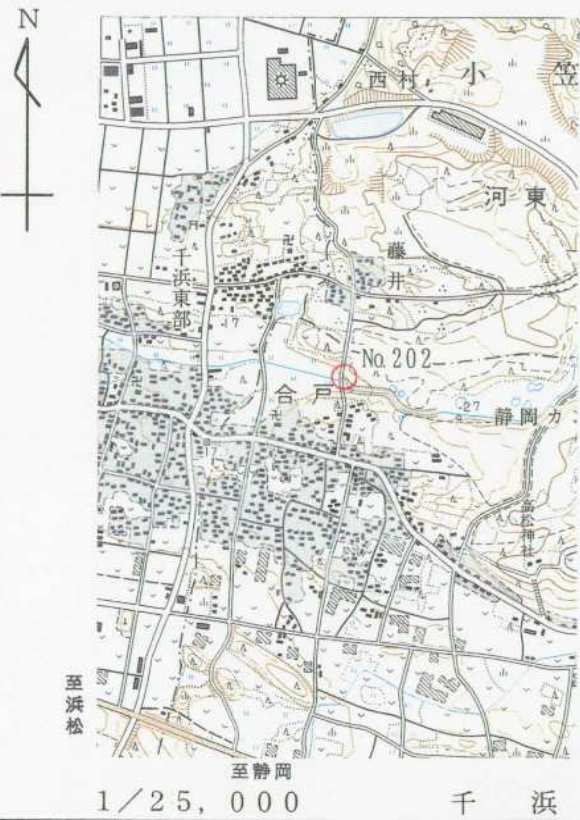 N
西村
小笠
河東
藤井
千浜東部
17
No.202
合戸
27
静岡カ
高松神社
至浜松
至静岡
1/25,000 千浜